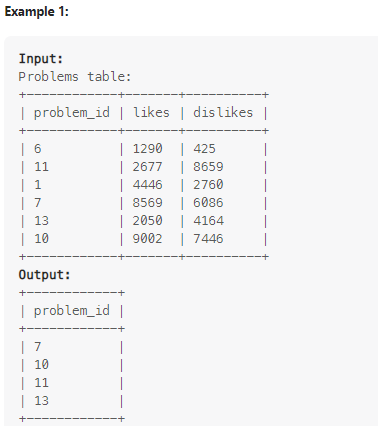 Example 1:
Input:
Problems table:
+------------+-------+----------+
| problem_id | likes | dislikes |
+------------+-------+----------+
| 6          | 1290  | 425      |
| 11         | 2677  | 8659     |
| 1          | 4446  | 2760     |
| 7          | 8569  | 6086     |
| 13         | 2050  | 4164     |
| 10         | 9002  | 7446     |
+------------+-------+----------+
Output:
+------------+
| problem_id |
+------------+
| 7          |
| 10         |
| 11         |
| 13         |
+------------+